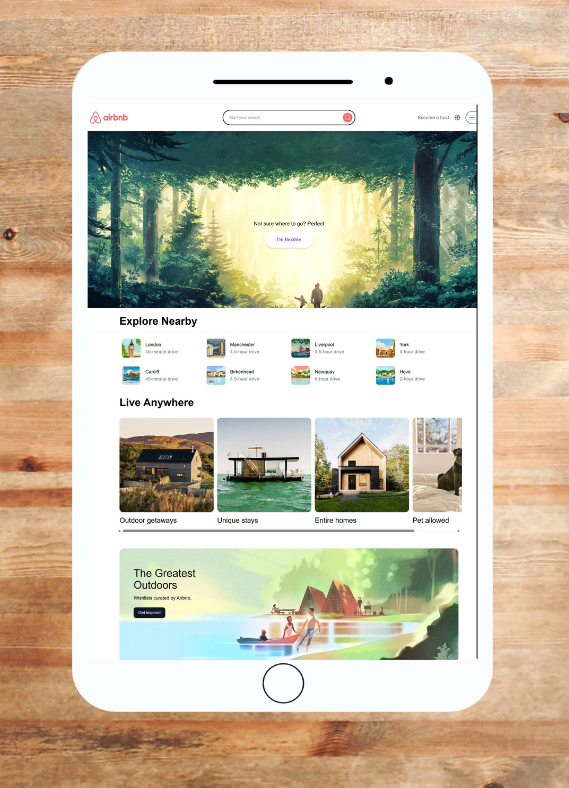 airbnb
Start your search
Become a host
Not sure where to go? Perfect
I'm flexible
Explore Nearby
London
45-minute drive
Manchester
4.5-hour drive
Liverpool
4.5-hour drive
York
4-hour drive
Cardiff
45-minute drive
Birkenhead
4.5-hour drive
Newquay
6-hour drive
Hove
2-hour drive
Live Anywhere
Outdoor getaways
Unique stays
Entire homes
Pet allowed
The Greatest
Outdoors
Wishlists curated by Airbnb.
Get inspired